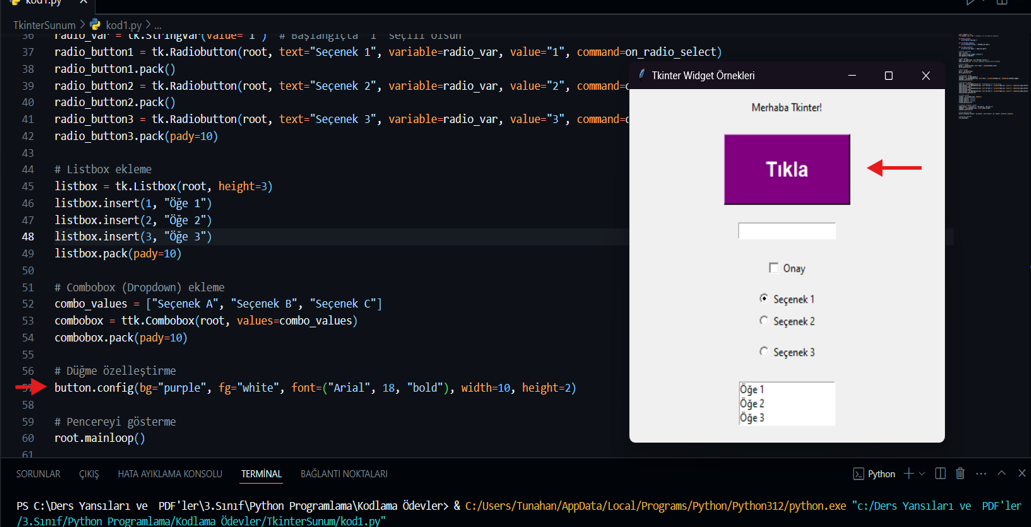 kod1.py
TkinterSunum > kod1.py > ...
36 radio_var = tk.StringVar(value="1") # Başlangıçta "1" seçili olsun
37 radio_button1 = tk.Radiobutton(root, text="Seçenek 1", variable=radio_var, value="1", command=on_radio_select)
38 radio_button1.pack()
39 radio_button2 = tk.Radiobutton(root, text="Seçenek 2", variable=radio_var, value="2", command=o
40 radio_button2.pack()
41 radio_button3 = tk.Radiobutton(root, text="Seçenek 3", variable=radio_var, value="3", command=o
42 radio_button3.pack(pady=10)
43
44 # Listbox ekleme
45 listbox = tk.Listbox(root, height=3)
46 listbox.insert(1, "Öğe 1")
47 listbox.insert(2, "Öğe 2")
48 listbox.insert(3, "Öğe 3")
49 listbox.pack(pady=10)
50
51 # Combobox (Dropdown) ekleme
52 combo_values = ["Seçenek A", "Seçenek B", "Seçenek C"]
53 combobox = ttk.Combobox(root, values=combo_values)
54 combobox.pack(pady=10)
55
56 # Düğme özelleştirme
button.config(bg="purple", fg="white", font=("Arial", 18, "bold"), width=10, height=2)
58
59 # Pencereyi gösterme
60 root.mainloop()
61
Tkinter Widget Örnekleri
Merhaba Tkinter!
Tıkla
Onay
Seçenek 1
Seçenek 2
Seçenek 3
Öğe 1
Öğe 2
Öğe 3
SORUNLAR ÇIKIŞ HATA AYIKLAMA KONSOLU TERMİNAL BAĞLANTI NOKTALARI Python
PS C:\Ders Yansıları ve  PDF'ler\3.Sınıf\Python Programlama\Kodlama Ödevler> & C:/Users/Tunahan/AppData/Local/Programs/Python/Python312/python.exe "c:/Ders Yansıları ve  PDF'ler
/3.Sınıf/Python Programlama/Kodlama Ödevler/TkinterSunum/kod1.py"